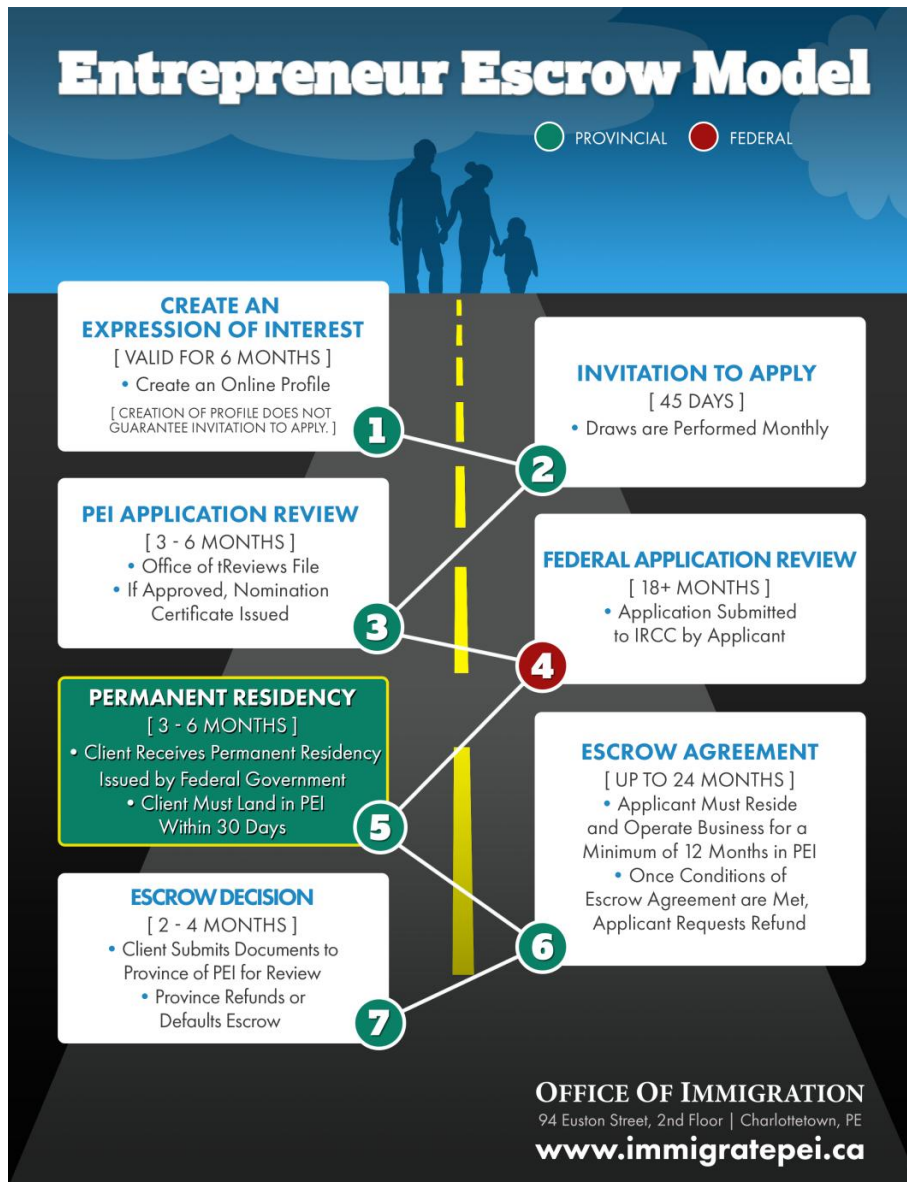 Entrepreneur Escrow Model
PROVINCIAL
FEDERAL
CREATE AN
EXPRESSION OF INTEREST
[ VALID FOR 6 MONTHS ]
• Create an Online Profile
[ CREATION OF PROFILE DOES NOT
GUARANTEE INVITATION TO APPLY. ]
1
INVITATION TO APPLY
[ 45 DAYS ]
• Draws are Performed Monthly
2
PEI APPLICATION REVIEW
[ 3 - 6 MONTHS ]
• Office of tReviews File
• If Approved, Nomination
Certificate Issued
3
FEDERAL APPLICATION REVIEW
[ 18+ MONTHS ]
• Application Submitted
to IRCC by Applicant
4
PERMANENT RESIDENCY
[ 3 - 6 MONTHS ]
• Client Receives Permanent Residency
Issued by Federal Government
• Client Must Land in PEI
Within 30 Days
5
ESCROW AGREEMENT
[ UP TO 24 MONTHS ]
• Applicant Must Reside
and Operate Business for a
Minimum of 12 Months in PEI
• Once Conditions of
Escrow Agreement are Met,
Applicant Requests Refund
6
ESCROW DECISION
[ 2 - 4 MONTHS ]
• Client Submits Documents to
Province of PEI for Review
• Province Refunds or
Defaults Escrow
7
OFFICE OF IMMIGRATION
94 Euston Street, 2nd Floor | Charlottetown, PE
www.immigratepei.ca